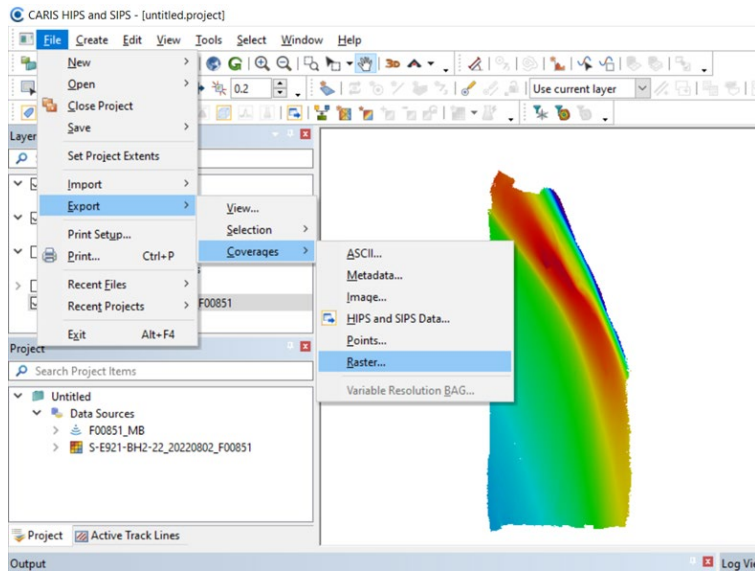 CARIS HIPS and SIPS - [untitled.project]
File Create Edit View Tools Select Window Help
0.2
Use current layer
New
Open
Close Project
Save
Set Project Extents
Import
Export
Print Setup...
Print... Ctrl+P
Recent Files
Recent Projects
Exit Alt+F4
View...
Selection
Coverages
ASCII...
Metadata...
Image...
HIPS and SIPS Data...
Points...
Raster...
Variable Resolution BAG...
Layer
F00851
Project
Search Project Items
Untitled
Data Sources
F00851_MB
S-E921-BH2-22_20220802_F00851
Project Active Track Lines
Output
Log Vi